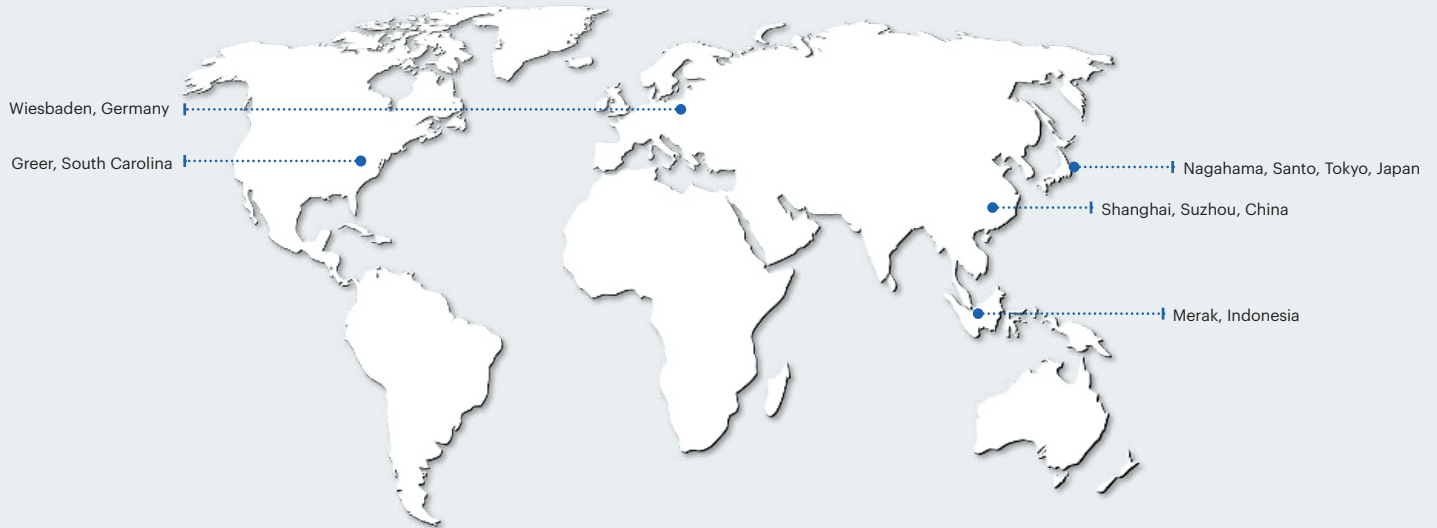 Wiesbaden, Germany
Greer, South Carolina
Nagahama, Santo, Tokyo, Japan
Shanghai, Suzhou, China
Merak, Indonesia